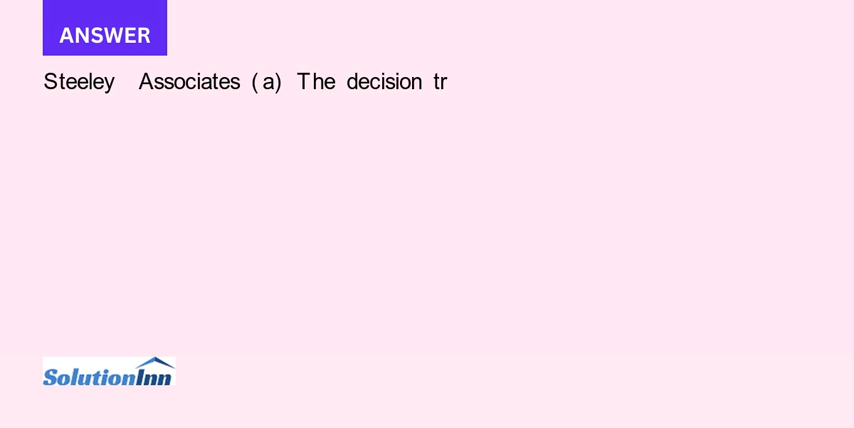 ANSWER
Steeley Associates ( a) The decision tr
SolutionInn